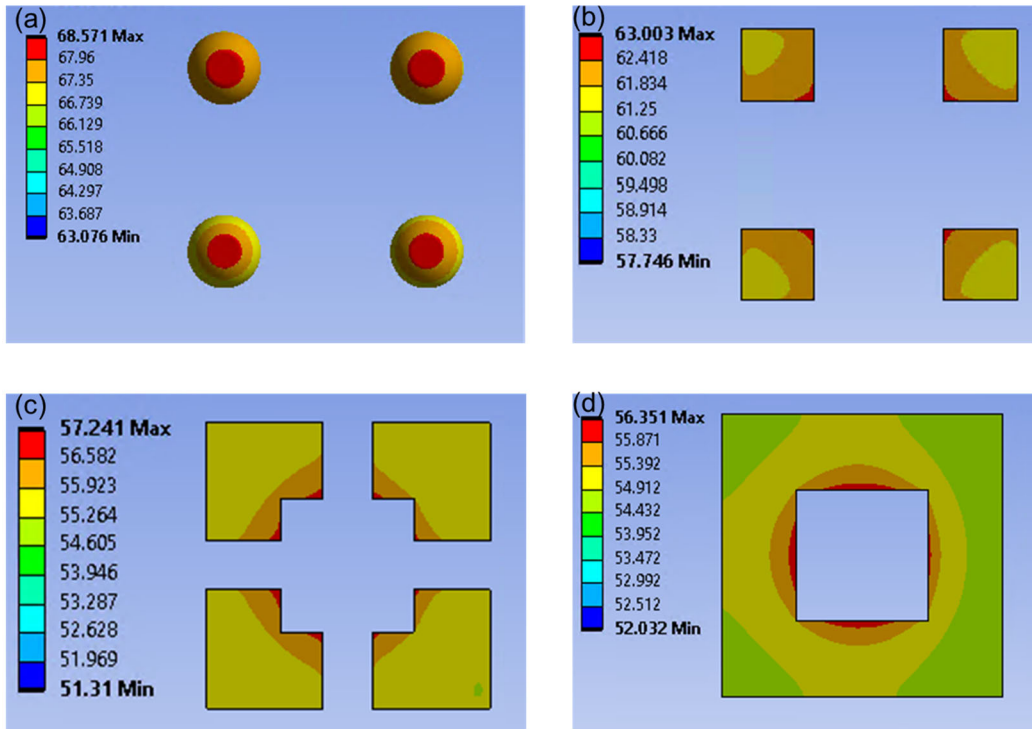 (a)
68.571 Max
67.96
67.35
66.739
66.129
65.518
64.908
64.297
63.687
63.076 Min
(b)
63.003 Max
62.418
61.834
61.25
60.666
60.082
59.498
58.914
58.33
57.746 Min
(c)
57.241 Max
56.582
55.923
55.264
54.605
53.946
53.287
52.628
51.969
51.31 Min
(d)
56.351 Max
55.871
55.392
54.912
54.432
53.952
53.472
52.992
52.512
52.032 Min